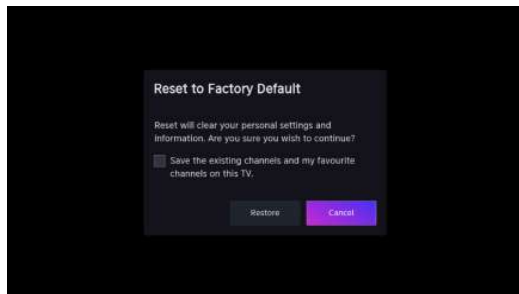 Reset to Factory Default
Reset will clear your personal settings and
information. Are you sure you wish to continue?
Save the existing channels and my favourite
channels on this TV.
Restore
Cancel